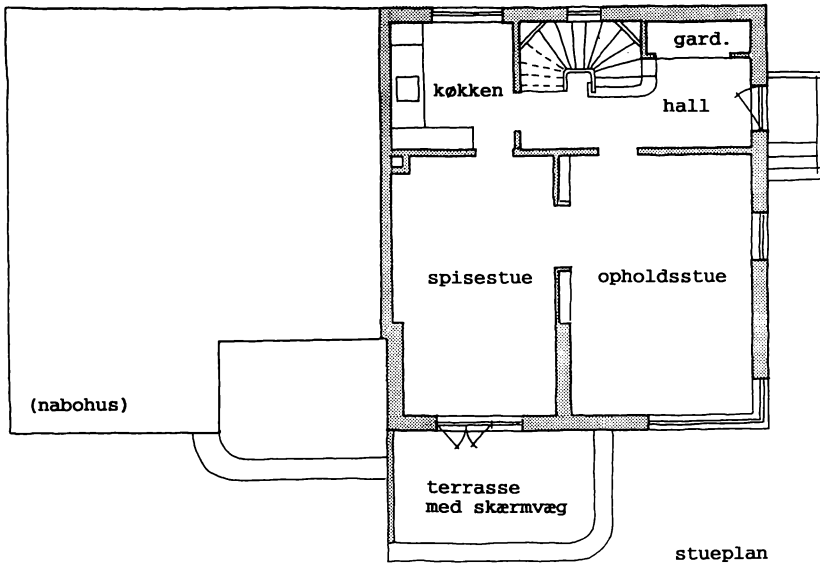 gard.
køkken
hall
spisestue
opholdsstue
(nabohus)
terrasse
med skærmvæg
stueplan